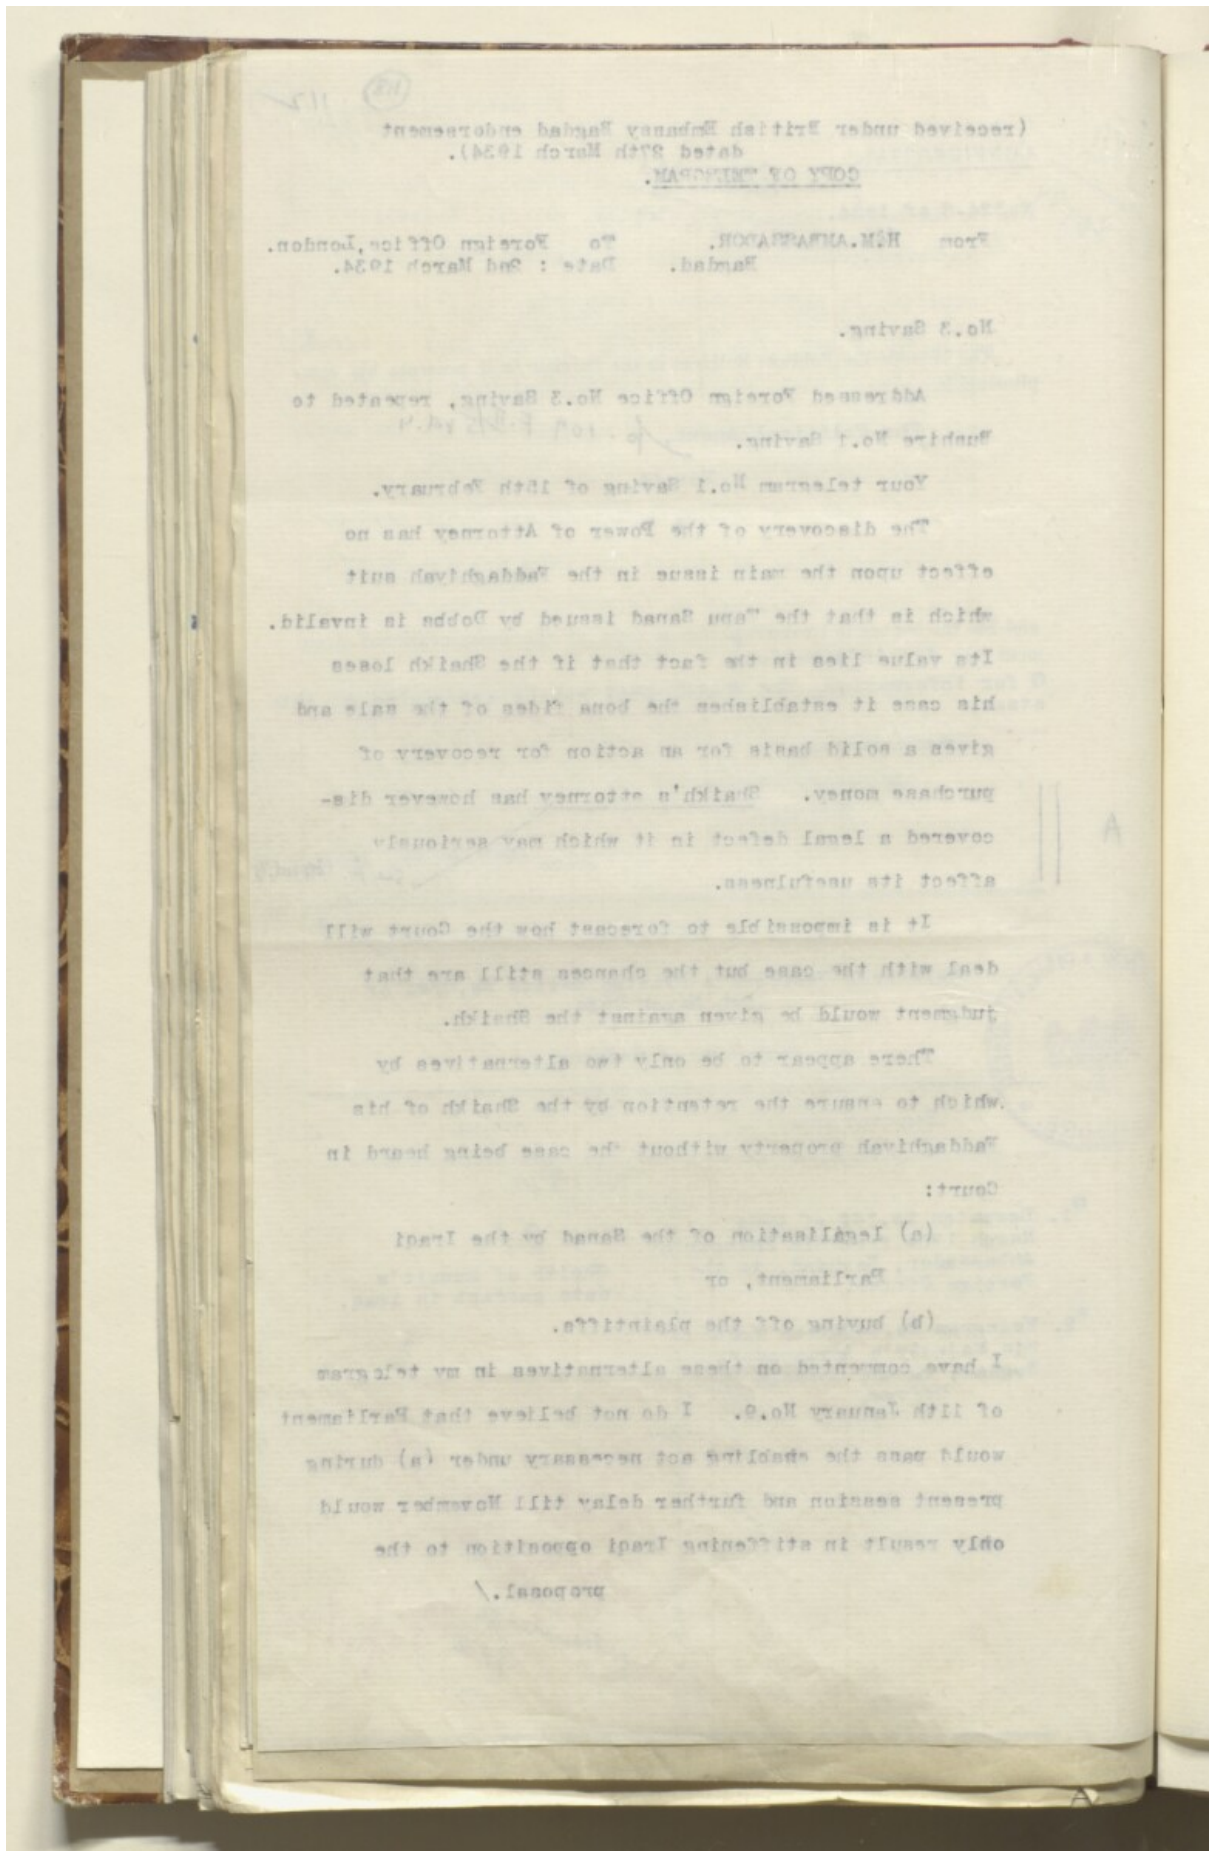 (received under British Embassy Bagdad endorsement
dated 27th March 1934).
COPY OF TELEGRAM.
From H.M.AMBASSADOR. To Foreign Office,London.
Bagdad. Date : 2nd March 1934.
No.3 Saving.
Addressed Foreign Office No.3 Saving, repeated to
Bushire No.1 Saving.
Your telegram No.1 Saving of 15th February.
The discovery of the Power of Attorney has no
effect upon the main issue in the Faddaghiyah suit
which is that the Tapu Sanad issued by Dobbs is invalid.
Its value lies in the fact that if the Shaikh loses
his case it establishes the bona fides of the sale and
gives a solid basis for an action for recovery of
purchase money. Shaikh's attorney has however dis-
covered a legal defect in it which may seriously
affect its usefulness.
A
It is impossible to forecast how the Court will
deal with the case but the chances still are that
judgment would be given against the Shaikh.
There appear to be only two alternatives by
which to ensure the retention by the Shaikh of his
Faddaghiyah property without the case being heard in
Court:
(a) legalisation of the Sanad by the Iraqi
Parliament, or
(b) buying off the plaintiffs.
I have commented on these alternatives in my telegram
of 11th January No.9. I do not believe that Parliament
would pass the enabling act necessary under (a) during
present session and further delay till November would
only result in stiffening Iraqi opposition to the
proposal./